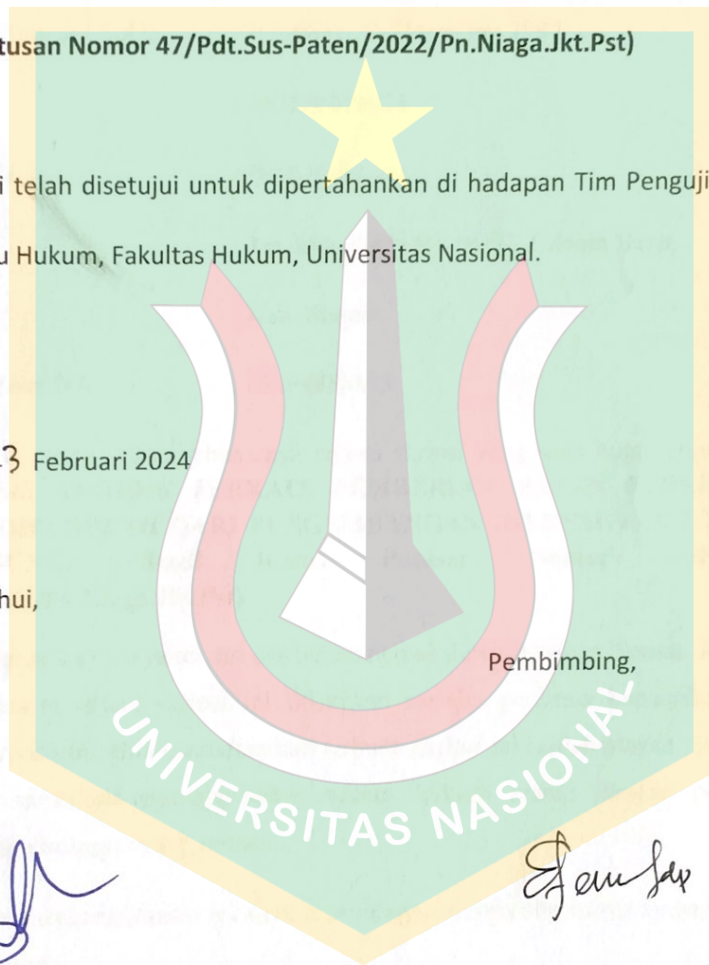 tusan Nomor 47/Pdt.Sus-Paten/2022/Pn.Niaga.Jkt.Pst)
i telah disetujui untuk dipertahankan di hadapan Tim Penguji
u Hukum, Fakultas Hukum, Universitas Nasional.
3 Februari 2024
hui,
Pembimbing,
UNIVERSITAS NASIONAL